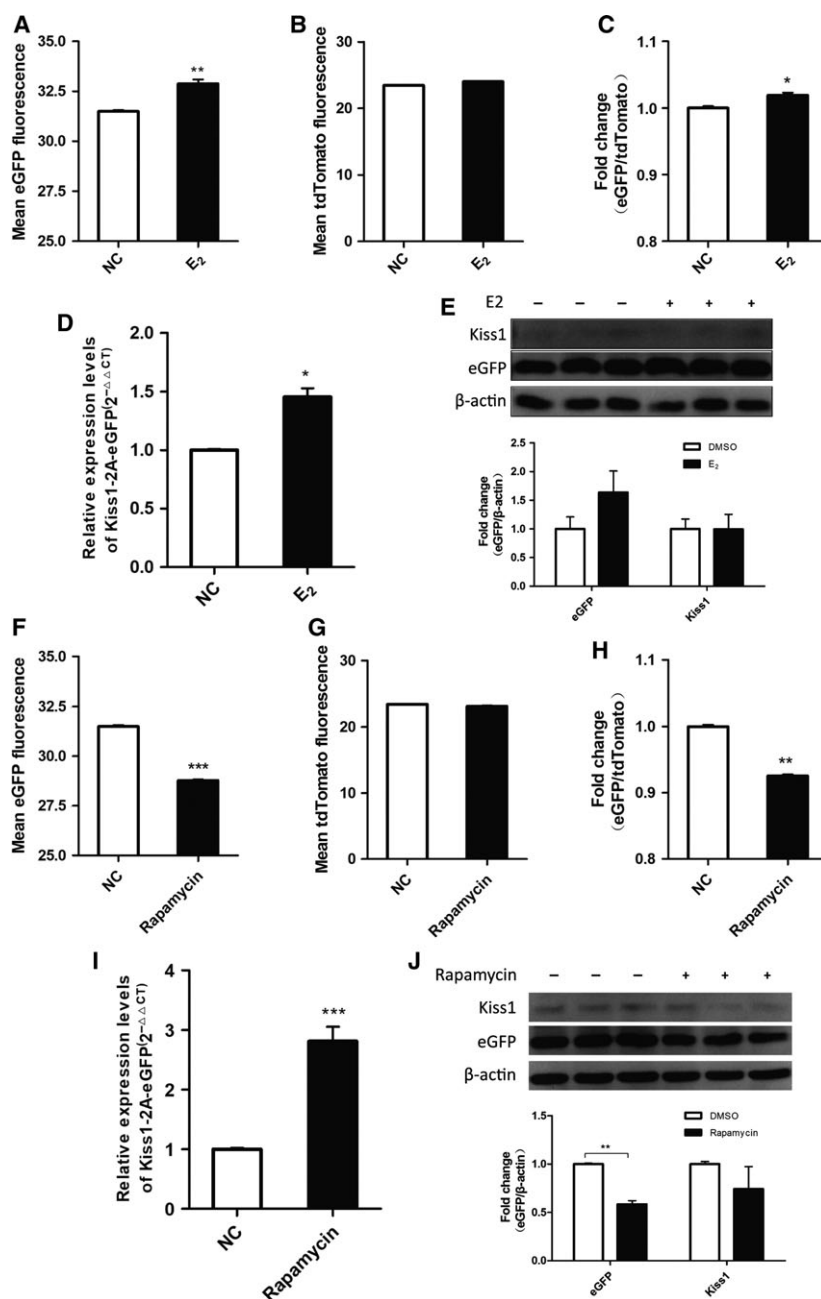 A
Mean eGFP fluorescence
35.0
32.5
30.0
27.5
25.0
**
NC
E₂
B
Mean tdTomato fluorescence
30
20
10
0
NC
E₂
C
Fold change
(eGFP/tdTomato)
1.1
1.0
0.9
0.8
*
NC
E₂
D
Relative expression levels
of Kiss1-2A-eGFP(2−△△CT)
2.0
1.5
1.0
0.5
0.0
*
NC
E₂
E
E2 – – – + + +
Kiss1
eGFP
β-actin
Fold change
(eGFP/β-actin)
2.5
2.0
1.5
1.0
0.5
0.0
DMSO
E₂
eGFP
Kiss1
F
Mean eGFP fluorescence
35.0
32.5
30.0
27.5
25.0
***
NC
Rapamycin
G
Mean tdTomato fluorescence
30
20
10
0
NC
Rapamycin
H
Fold change
(eGFP/tdTomato)
1.1
1.0
0.9
0.8
**
NC
Rapamycin
I
Relative expression levels
of Kiss1-2A-eGFP(2−△△CT)
4
3
2
1
0
***
NC
Rapamycin
J
Rapamycin – – – + + +
Kiss1
eGFP
β-actin
Fold change
(eGFP/β-actin)
1.5
1.0
0.5
0.0
**
DMSO
Rapamycin
eGFP
Kiss1